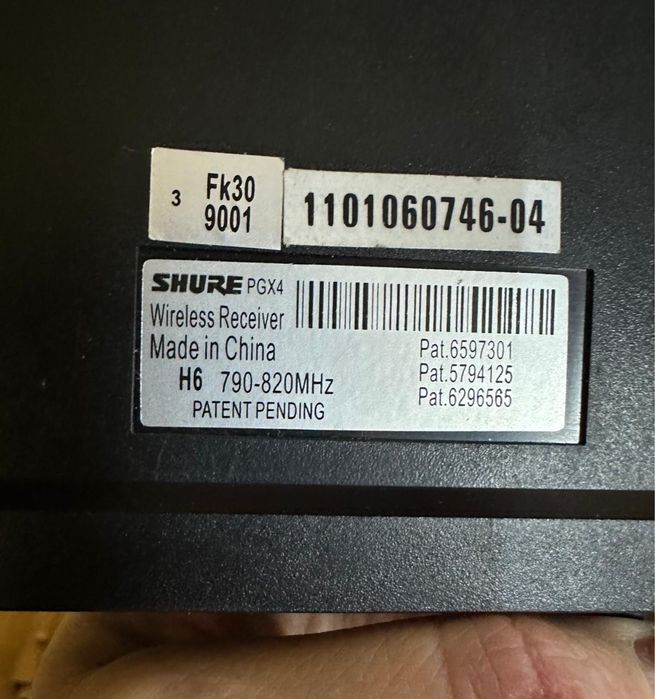 3
Fk30
9001
1101060746-04
SHURE PGX4
Wireless Receiver
Made in China
H6 790-820MHz
PATENT PENDING
Pat.6597301
Pat.5794125
Pat.6296565